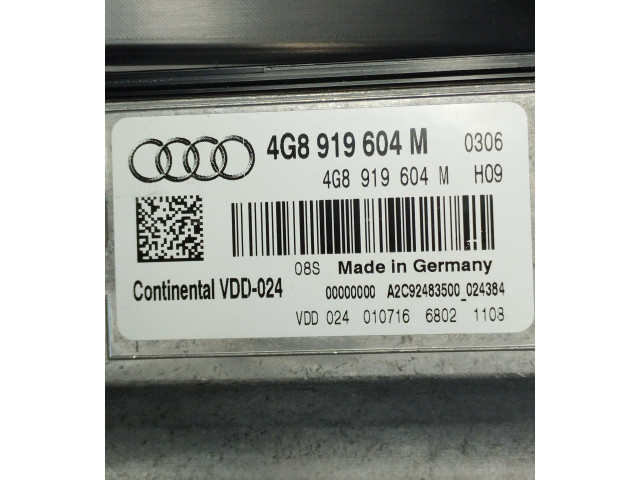 4G8 919 604 M 0306
4G8 919 604 M H09
08S Made in Germany
Continental VDD-024 00000000 A2C92483500_024384
VDD 024 010716 6802 1108